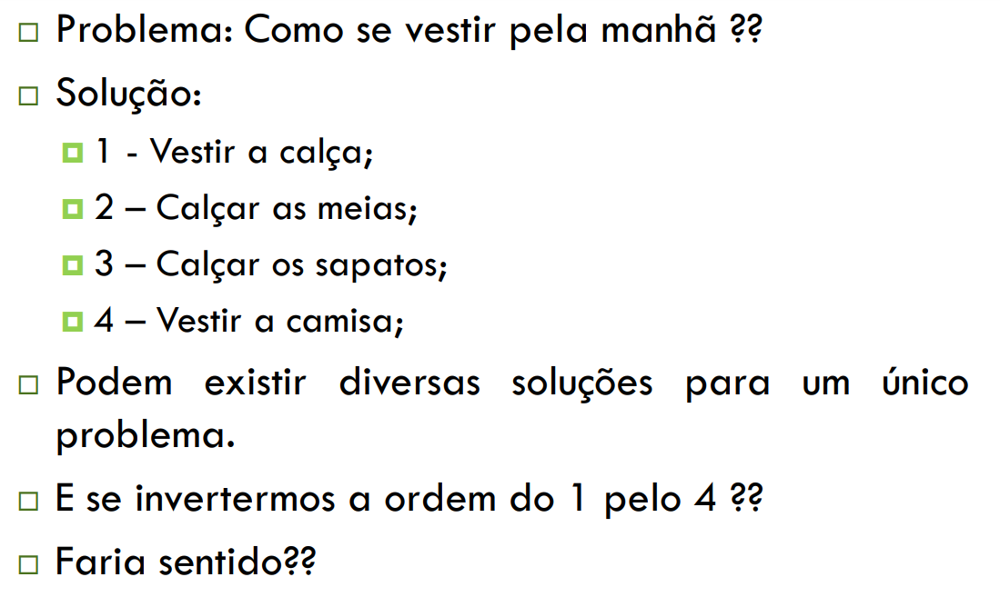 Problema: Como se vestir pela manhã ??
Solução:
1 - Vestir a calça;
2 – Calçar as meias;
3 – Calçar os sapatos;
4 – Vestir a camisa;
Podem existir diversas soluções para um único
problema.
E se invertermos a ordem do 1 pelo 4 ??
Faria sentido??